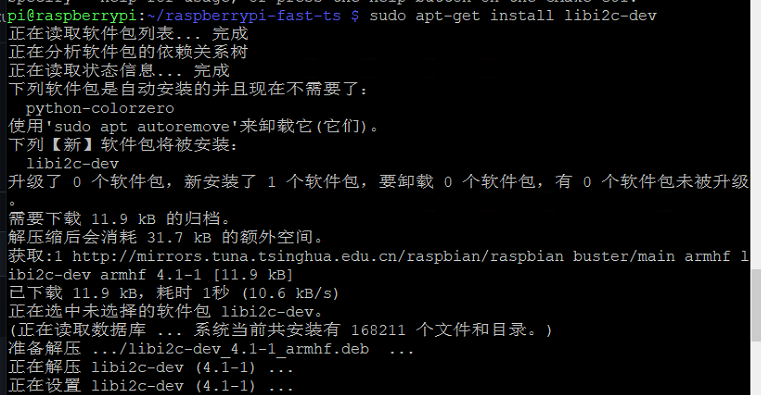 pi@raspberrypi:~/raspberrypi-fast-ts $ sudo apt-get install libi2c-dev
正在读取软件包列表... 完成
正在分析软件包的依赖关系树
正在读取状态信息... 完成
下列软件包是自动安装的并且现在不需要了：
  python-colorzero
使用'sudo apt autoremove'来卸载它(它们)。
下列【新】软件包将被安装：
  libi2c-dev
升级了 0 个软件包，新安装了 1 个软件包，要卸载 0 个软件包，有 0 个软件包未被升级
。
需要下载 11.9 kB 的归档。
解压缩后会消耗 31.7 kB 的额外空间。
获取:1 http://mirrors.tuna.tsinghua.edu.cn/raspbian/raspbian buster/main armhf l
ibi2c-dev armhf 4.1-1 [11.9 kB]
已下载 11.9 kB，耗时 1秒 (10.6 kB/s)
正在选中未选择的软件包 libi2c-dev。
(正在读取数据库 ... 系统当前共安装有 168211 个文件和目录。)
准备解压 .../libi2c-dev_4.1-1_armhf.deb  ...
正在解压 libi2c-dev (4.1-1) ...
正在设置 libi2c-dev (4.1-1) ...